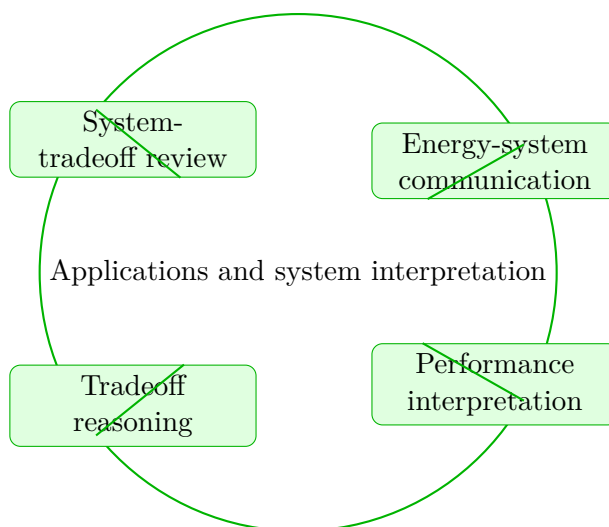 System-
tradeoff review
Energy-system
communication
Applications and system interpretation
Tradeoff
reasoning
Performance
interpretation